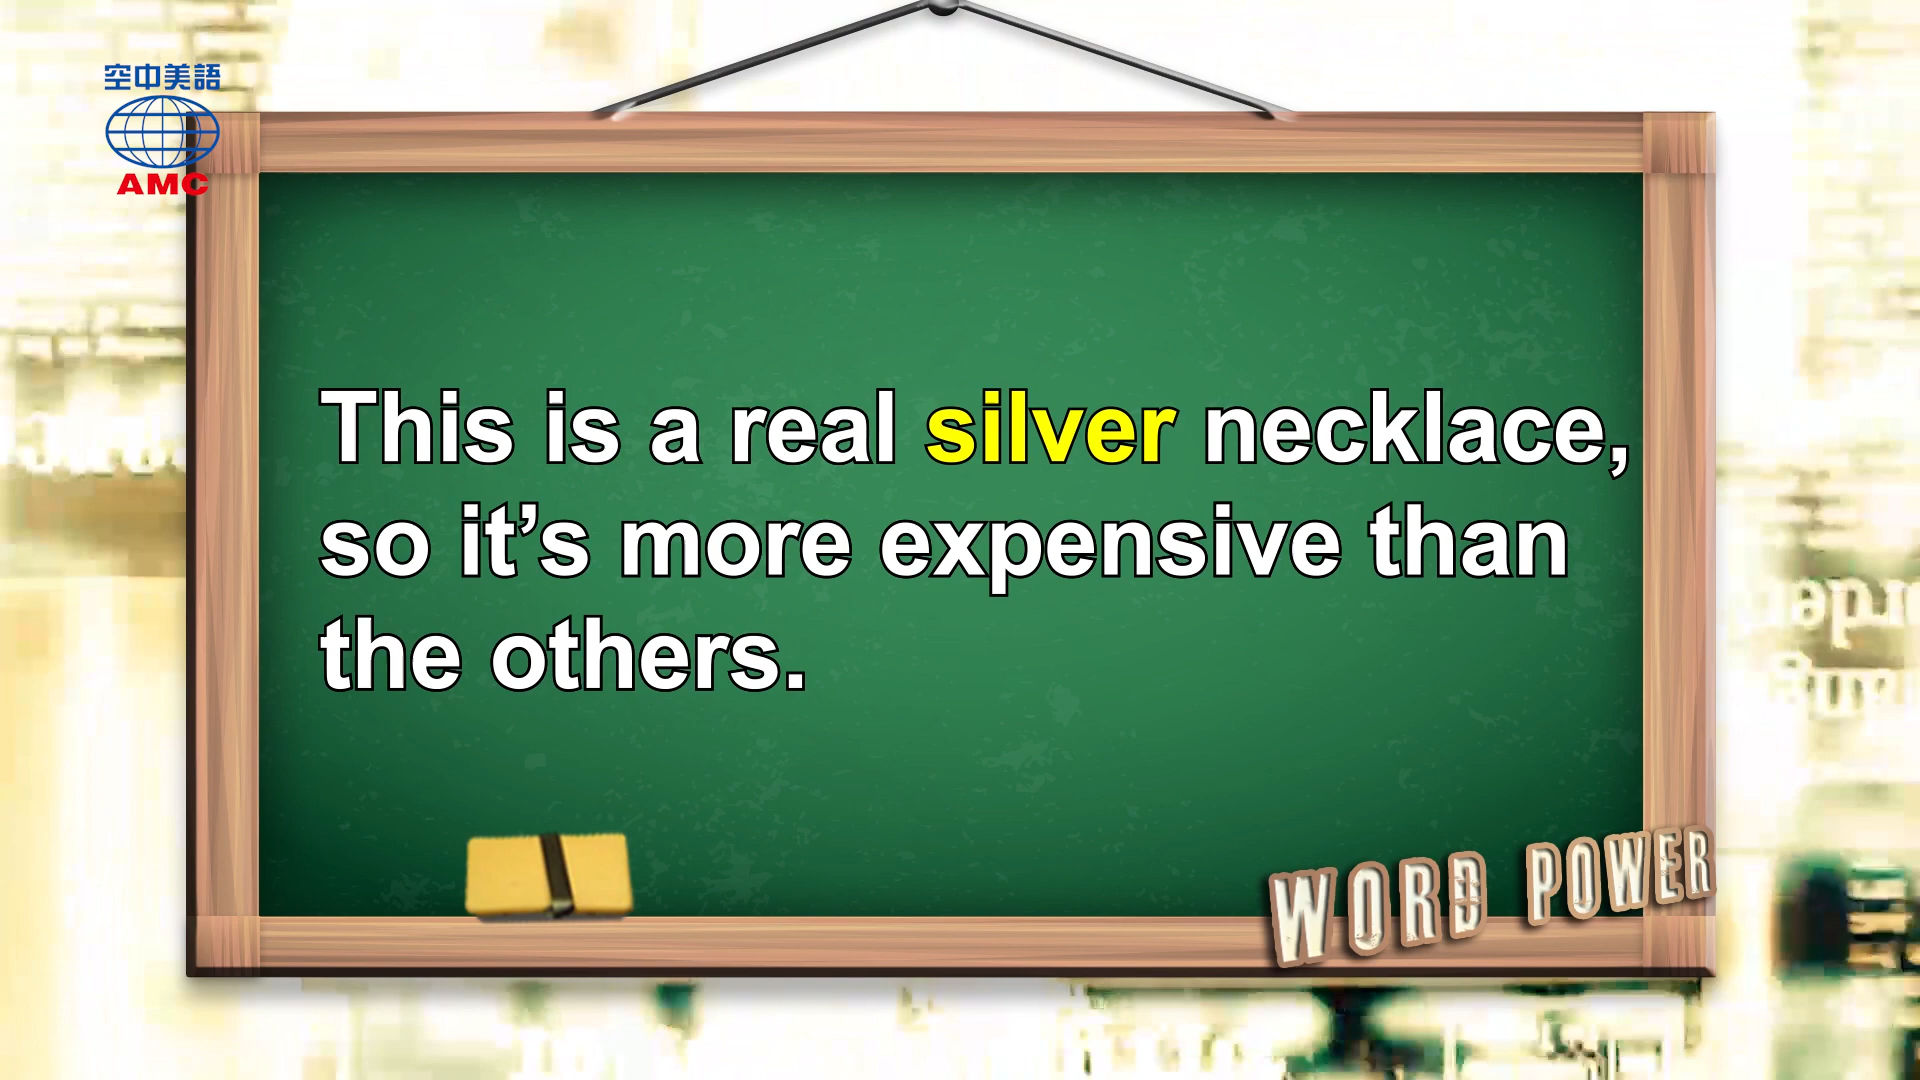 空中美語
AMC
This is a real silver necklace,
so it’s more expensive than
the others.
WORD POWER